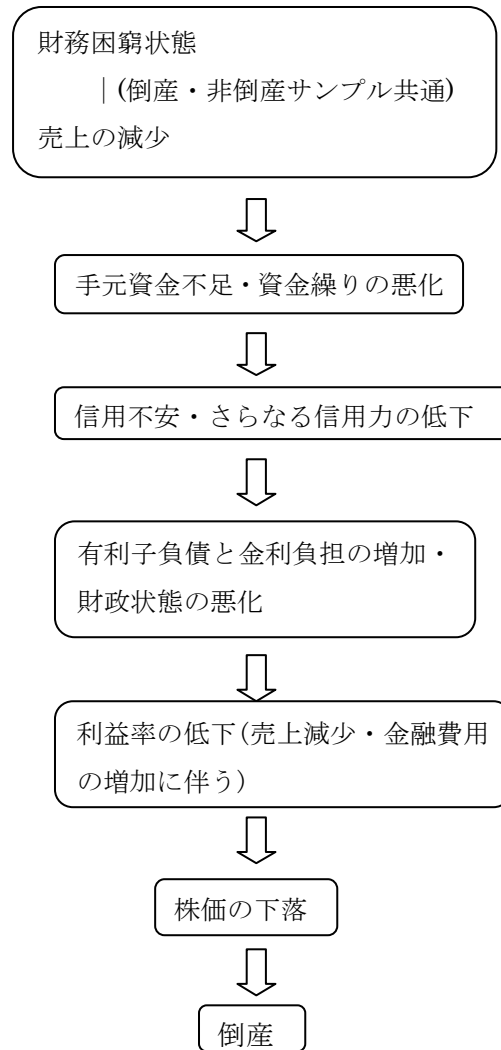 財務困窮状態
｜(倒産・非倒産サンプル共通)
売上の減少
手元資金不足・資金繰りの悪化
信用不安・さらなる信用力の低下
有利子負債と金利負担の増加・
財政状態の悪化
利益率の低下(売上減少・金融費用
の増加に伴う)
株価の下落
倒産